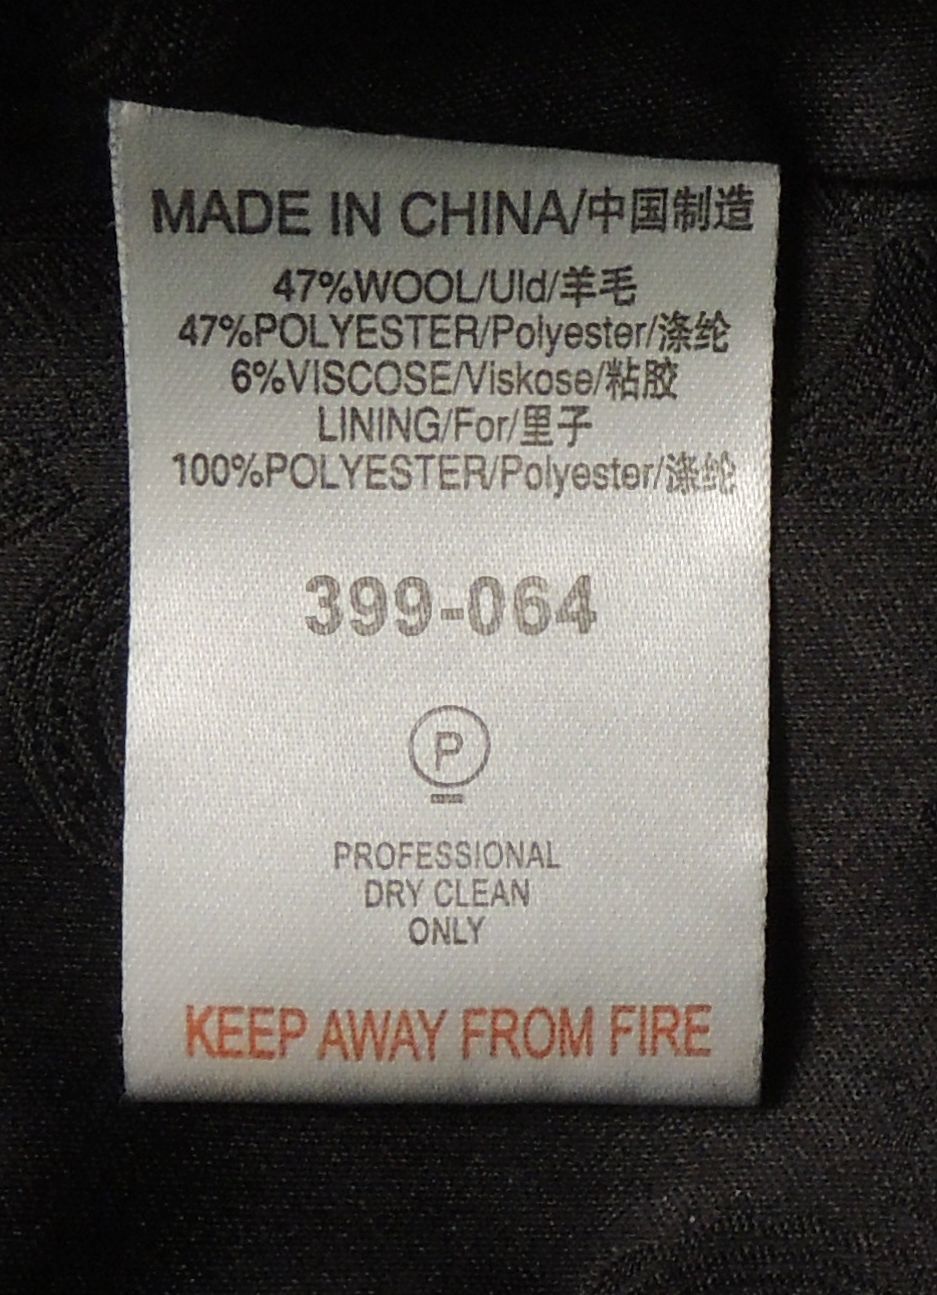 MADE IN CHINA/中国制造
47%WOOL/Uld/羊毛
47%POLYESTER/Polyester/涤纶
6%VISCOSE/Viskose/粘胶
LINING/For/里子
100%POLYESTER/Polyester/涤纶
399-064
P
PROFESSIONAL
DRY CLEAN
ONLY
KEEP AWAY FROM FIRE